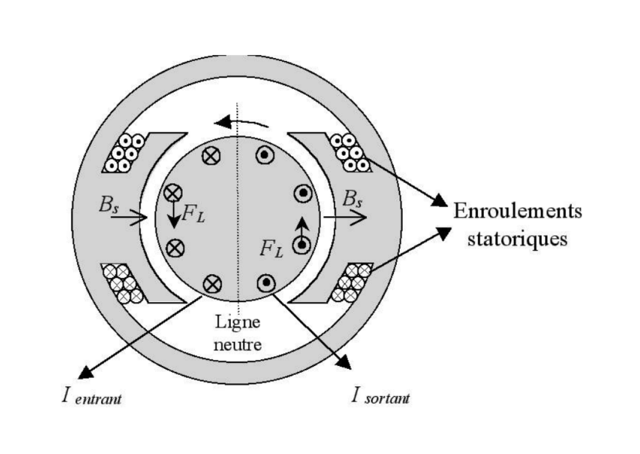 Bs
FL
Bs
FL
Enroulements
statoriques
Ligne
neutre
I entrant
I sortant